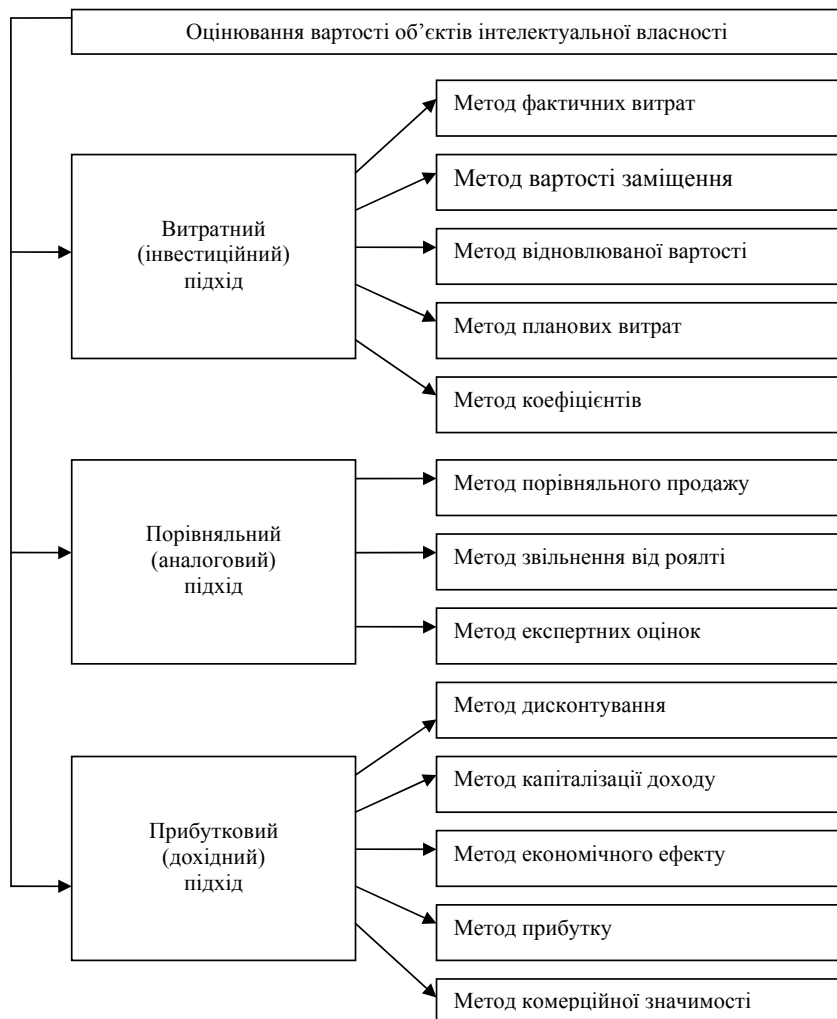 Оцінювання вартості об’єктів інтелектуальної власності
Витратний
(інвестиційний)
підхід
Метод фактичних витрат
Метод вартості заміщення
Метод відновлюваної вартості
Метод планових витрат
Метод коефіцієнтів
Порівняльний
(аналоговий)
підхід
Метод порівняльного продажу
Метод звільнення від роялті
Метод експертних оцінок
Прибутковий
(дохідний)
підхід
Метод дисконтування
Метод капіталізації доходу
Метод економічного ефекту
Метод прибутку
Метод комерційної значимості